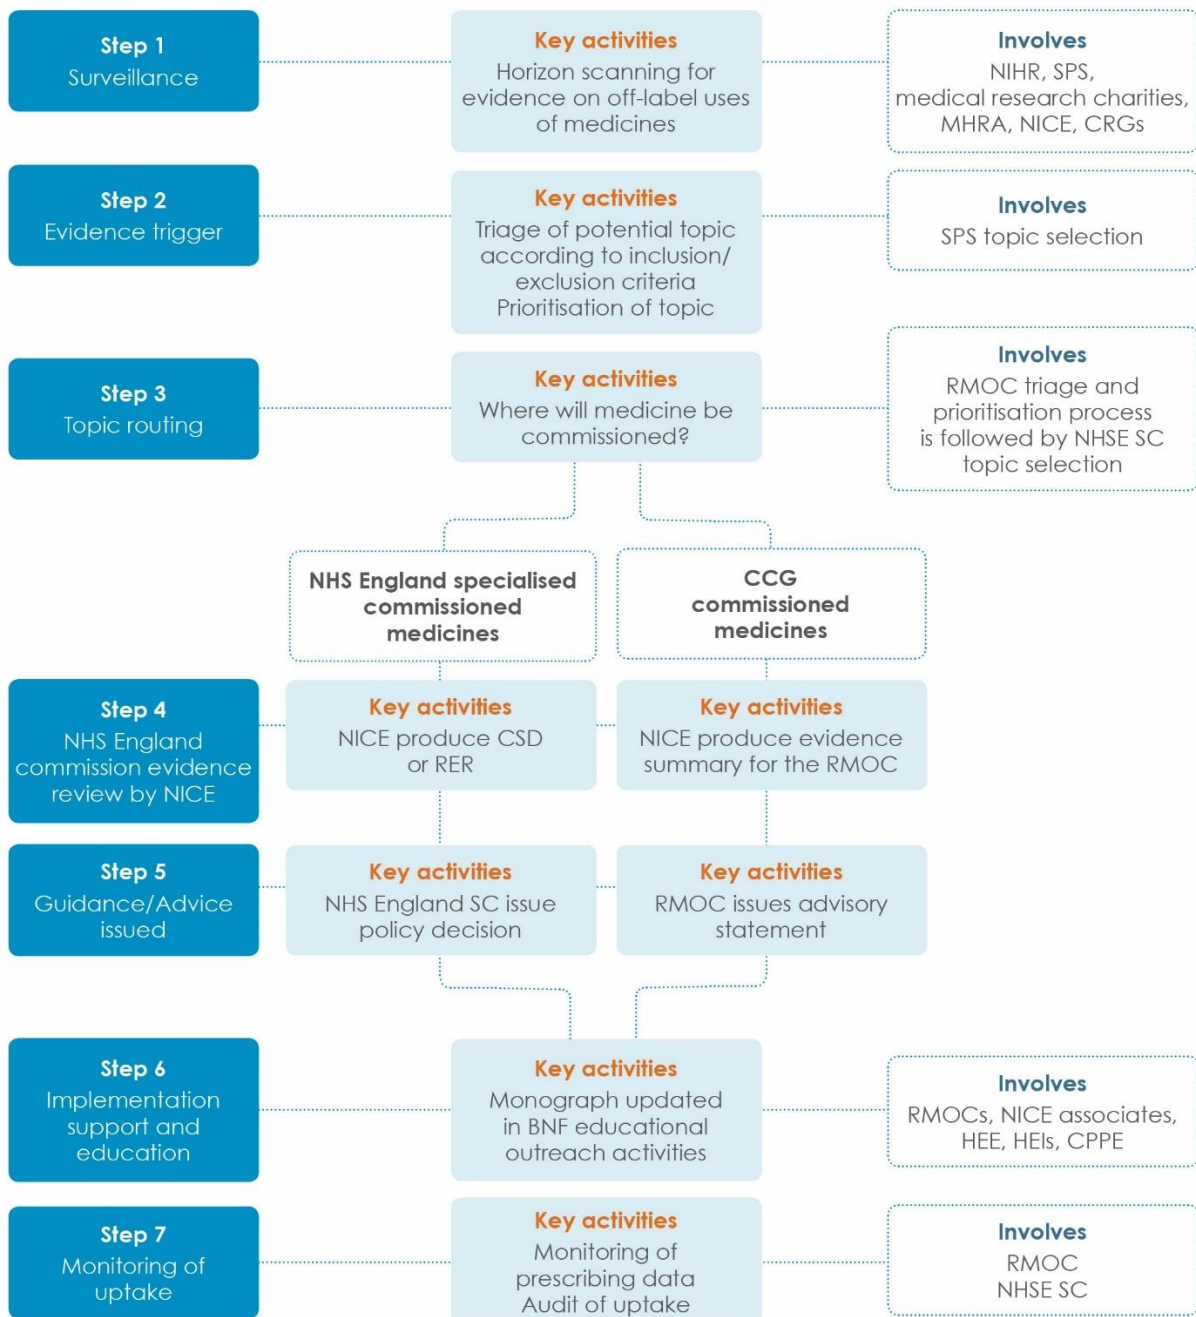 Step 1
Surveillance
Key activities
Horizon scanning for
evidence on off-label uses
of medicines
Involves
NIHR, SPS,
medical research charities,
MHRA, NICE, CRGs
Step 2
Evidence trigger
Key activities
Triage of potential topic
according to inclusion/
exclusion criteria
Prioritisation of topic
Involves
SPS topic selection
Step 3
Topic routing
Key activities
Where will medicine be
commissioned?
Involves
RMOC triage and
prioritisation process
is followed by NHSE SC
topic selection
NHS England specialised
commissioned
medicines
CCG
commissioned
medicines
Step 4
NHS England
commission evidence
review by NICE
Key activities
NICE produce CSD
or RER
Key activities
NICE produce evidence
summary for the RMOC
Step 5
Guidance/Advice
issued
Key activities
NHS England SC issue
policy decision
Key activities
RMOC issues advisory
statement
Step 6
Implementation
support and
education
Key activities
Monograph updated
in BNF educational
outreach activities
Involves
RMOCs, NICE associates,
HEE, HEIs, CPPE
Step 7
Monitoring of
uptake
Key activities
Monitoring of
prescribing data
Audit of uptake
Involves
RMOC
NHSE SC